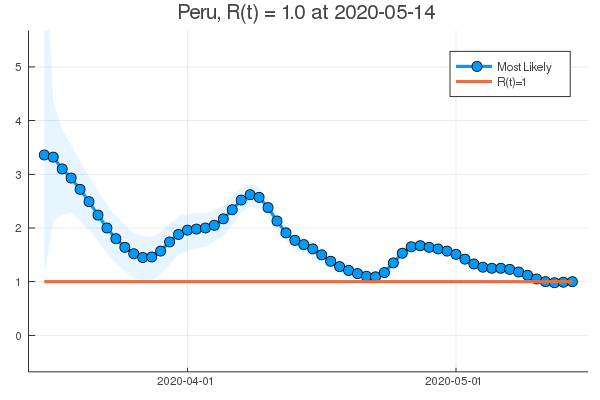 Peru, R(t) = 1.0 at 2020-05-14
Most Likely
R(t)=1
5
4
3
2
1
0
2020-04-01
2020-05-01